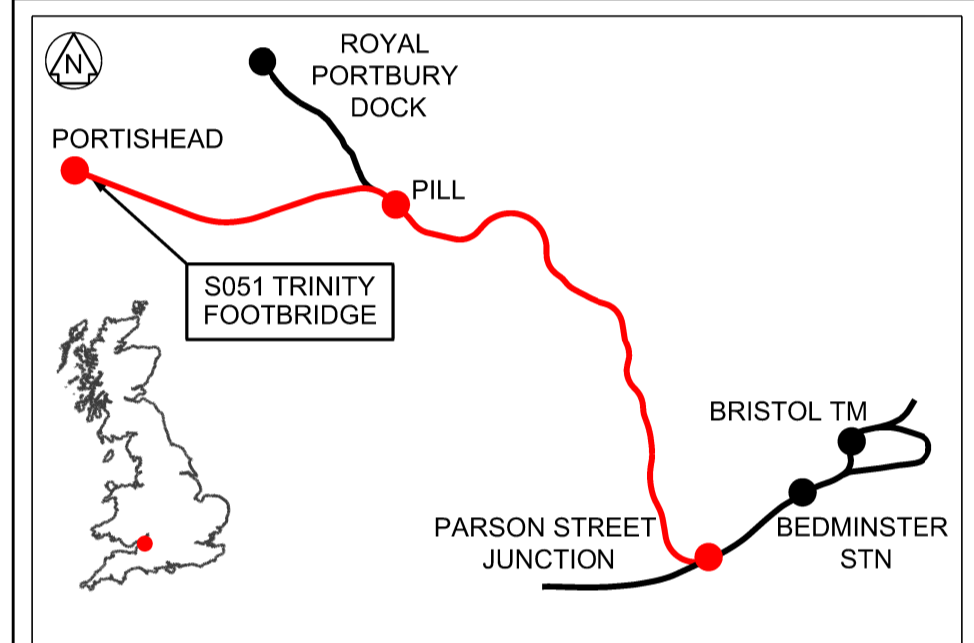 N
ROYAL
PORTBURY
DOCK
PORTISHEAD
PILL
S051 TRINITY
FOOTBRIDGE
BRISTOL TM
PARSON STREET
JUNCTION
BEDMINSTER
STN